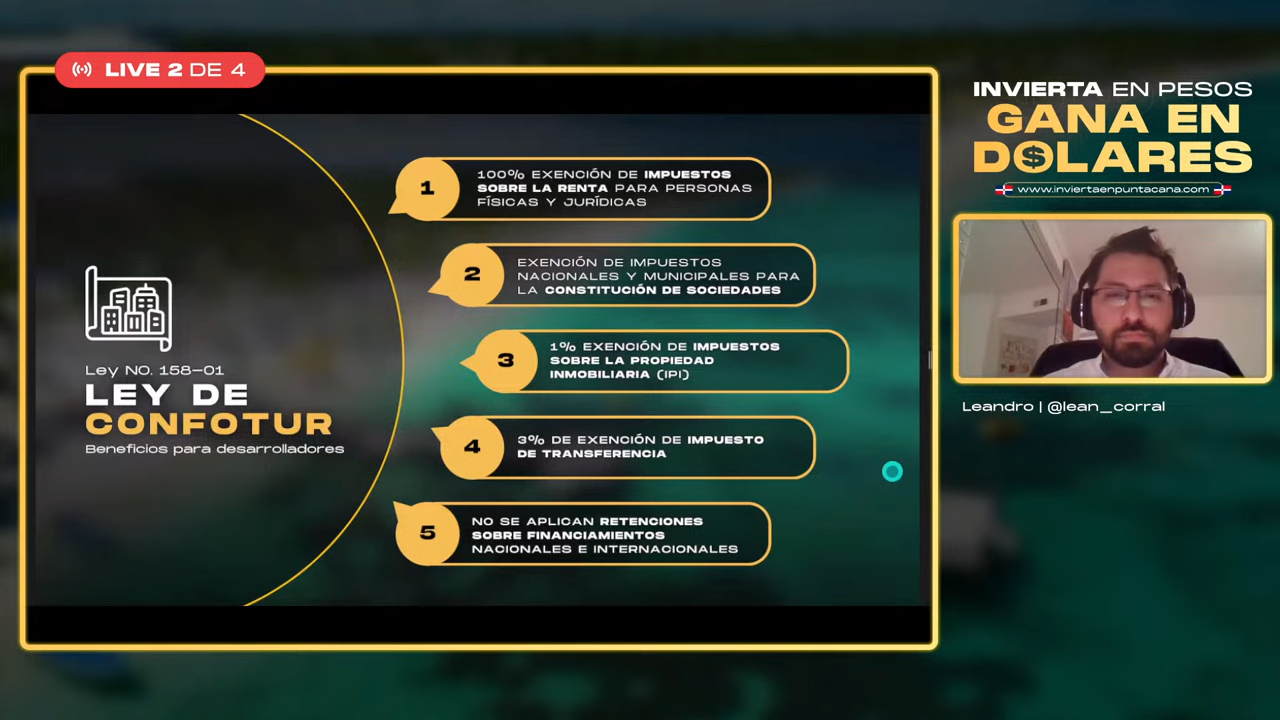 LIVE 2 DE 4
Ley NO. 158-01
LEY DE
CONFOTUR
Beneficios para desarrolladores
1
100% EXENCIÓN DE IMPUESTOS
SOBRE LA RENTA PARA PERSONAS
FÍSICAS Y JURÍDICAS
2
EXENCIÓN DE IMPUESTOS
NACIONALES Y MUNICIPALES PARA
LA CONSTITUCIÓN DE SOCIEDADES
3
1% EXENCIÓN DE IMPUESTOS
SOBRE LA PROPIEDAD
INMOBILIARIA (IPI)
4
3% DE EXENCIÓN DE IMPUESTO
DE TRANSFERENCIA
5
NO SE APLICAN RETENCIONES
SOBRE FINANCIAMIENTOS
NACIONALES E INTERNACIONALES
INVIERTA EN PESOS
GANA EN
D$LARES
www.inviertaenpuntacana.com
Leandro | @lean_corral